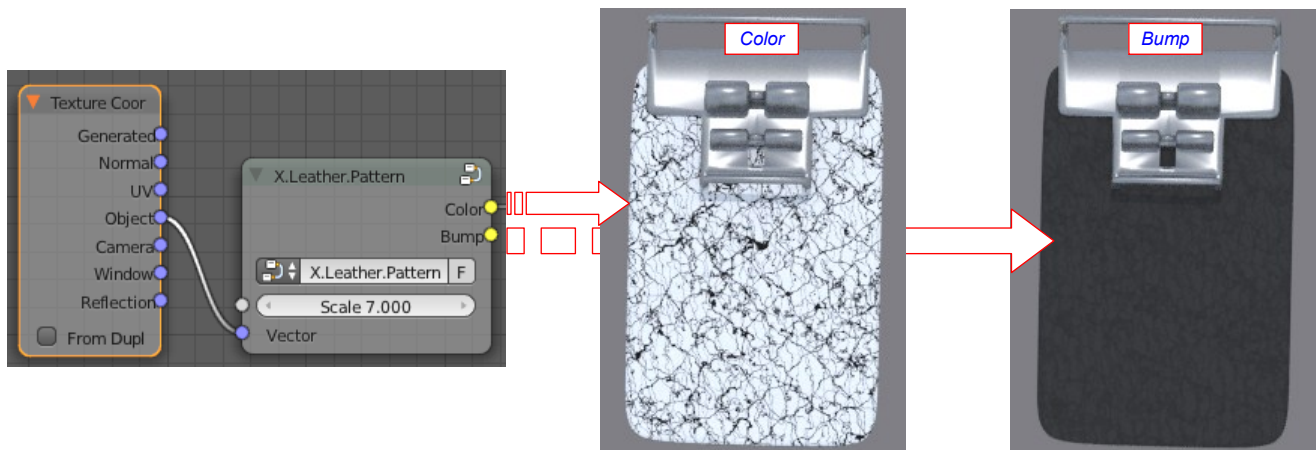 Texture Coor
Generated
Normal
UV
Object
Camera
Window
Reflection
From Dupl
X.Leather.Pattern
Color
Bump
X.Leather.Pattern F
Scale 7.000
Vector
Color
Bump